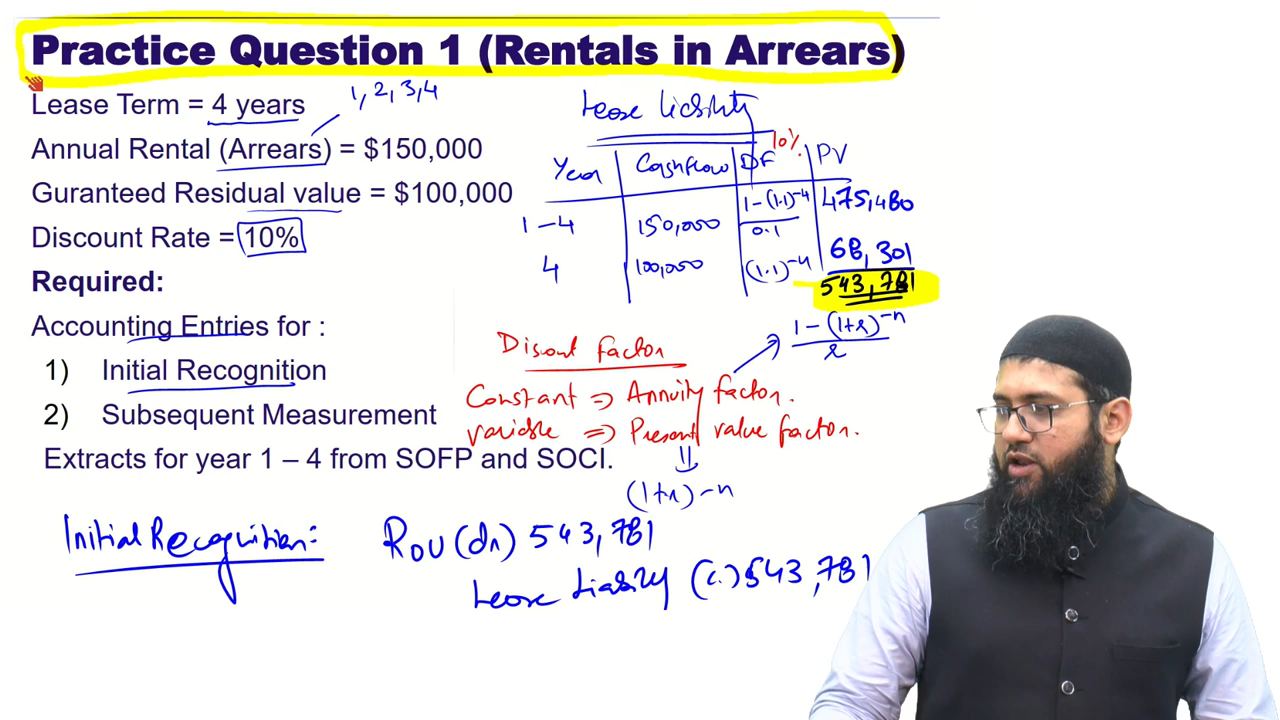 Practice Question 1 (Rentals in Arrears)
Lease Term = 4 years
1, 2, 3, 4
Annual Rental (Arrears) = $150,000
Guranteed Residual value = $100,000
Discount Rate = 10%
Required:
Accounting Entries for :
1) Initial Recognition
2) Subsequent Measurement
Extracts for year 1 – 4 from SOFP and SOCI.
Lease liability
10%
Year Cashflow DF PV
1-4 150,000 1-(1.1)-4 475,480
0.1
4 100,000 (1.1)-4 68,301
543,781
1-(1+r)-n
r
Discout factor
Constant => Annuity factor.
variable => Present value factor.
(1+r)-n
Initial Recognition:- ROU (dr) 543,781
Lease Liability (Cr) 543,781